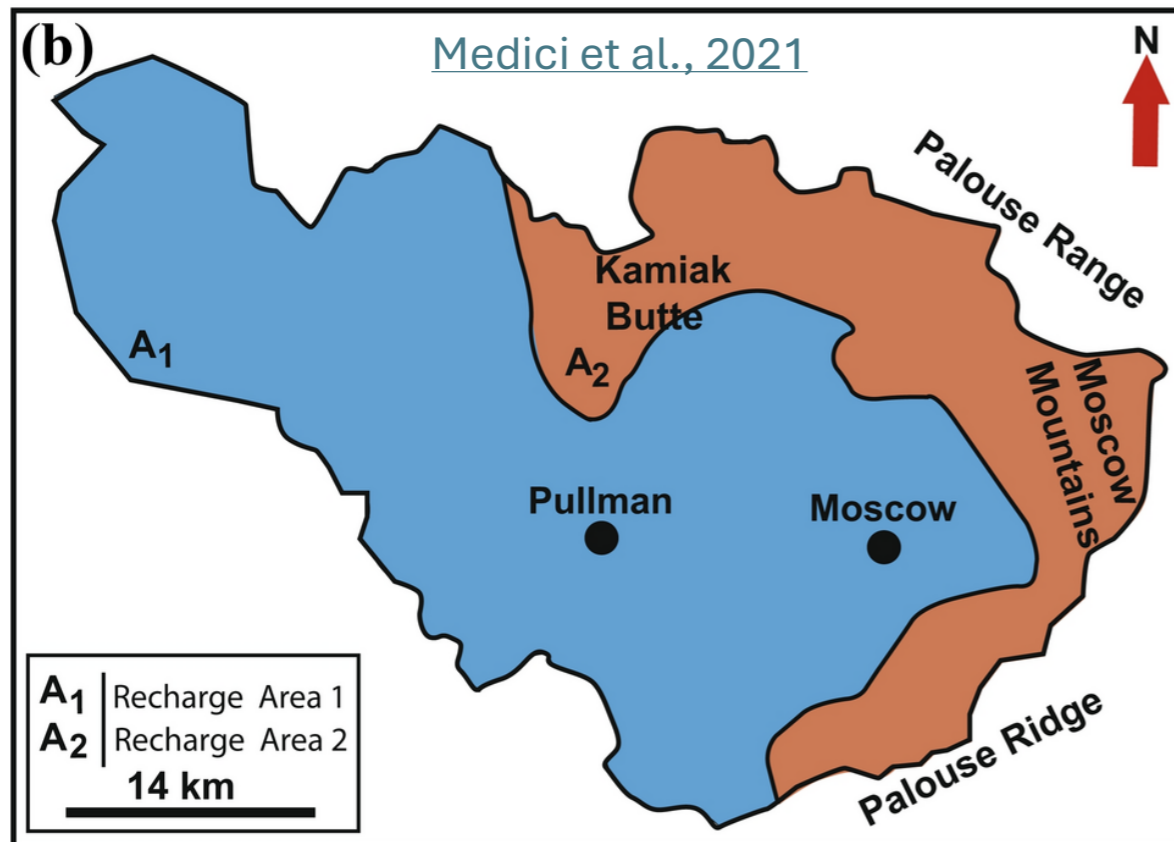 (b)
Medici et al., 2021
N
Palouse Range
Kamiak
Butte
A₁
A₂
Moscow
Mountains
Pullman
Moscow
A₁ Recharge Area 1
A₂ Recharge Area 2
14 km
Palouse Ridge